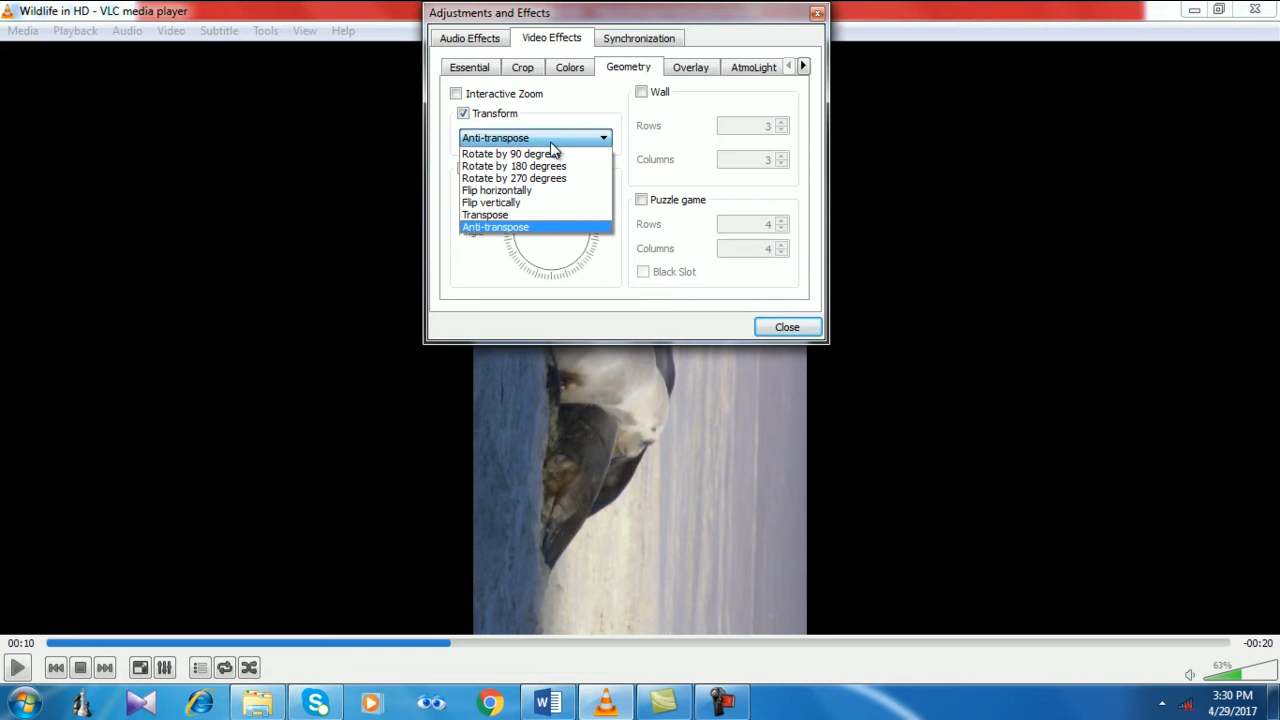 Wildlife in HD - VLC media player
Adjustments and Effects
Media Playback Audio Video Subtitle Tools View Help
Audio Effects Video Effects Synchronization
Essential Crop Colors Geometry Overlay AtmoLight
Interactive Zoom
Transform
Anti-transpose
Rotate by 90 degrees
Rotate by 180 degrees
Rotate by 270 degrees
Flip horizontally
Flip vertically
Transpose
Anti-transpose
Wall
Rows 3
Columns 3
Puzzle game
Rows 4
Columns 4
Black Slot
Close
00:10 -00:20
63%
3:30 PM
4/29/2017